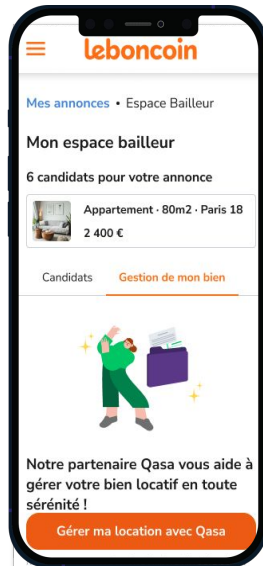 leboncoin
Mes annonces • Espace Bailleur
Mon espace bailleur
6 candidats pour votre annonce
Appartement · 80m2 · Paris 18
2 400 €
Candidats
Gestion de mon bien
Notre partenaire Qasa vous aide à
gérer votre bien locatif en toute
sérénité !
Gérer ma location avec Qasa